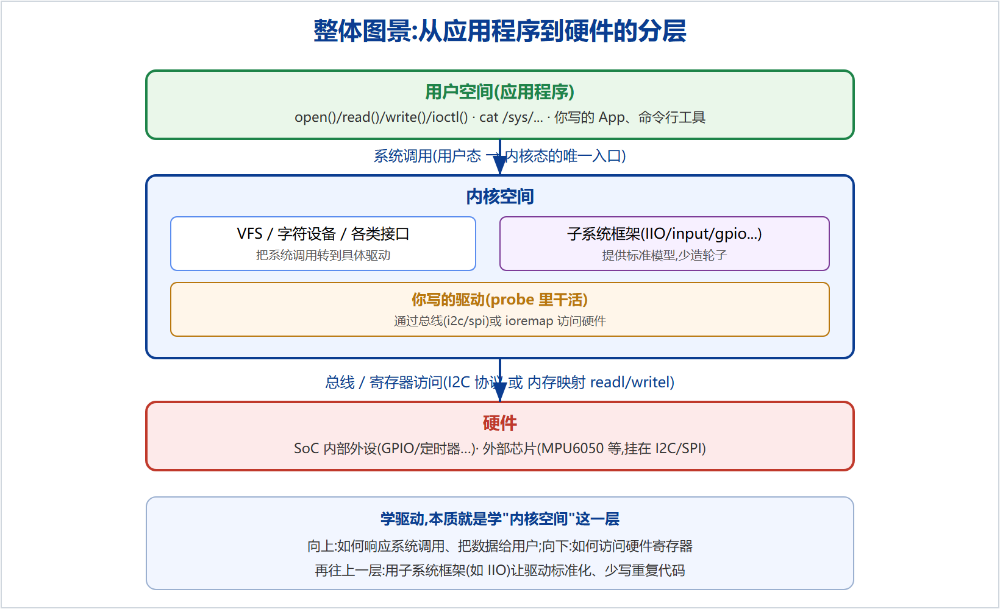 整体图景:从应用程序到硬件的分层
用户空间(应用程序)
open()/read()/write()/ioctl() · cat /sys/... · 你写的 App、命令行工具
系统调用(用户态 → 内核态的唯一入口)
内核空间
VFS / 字符设备 / 各类接口
把系统调用转到具体驱动
子系统框架(IIO/input/gpio...)
提供标准模型,少造轮子
你写的驱动(probe 里干活)
通过总线(i2c/spi)或 ioremap 访问硬件
总线 / 寄存器访问(I2C 协议 或 内存映射 readl/writel)
硬件
SoC 内部外设(GPIO/定时器...)· 外部芯片(MPU6050 等,挂在 I2C/SPI)
学驱动,本质就是学"内核空间"这一层
向上:如何响应系统调用、把数据给用户;向下:如何访问硬件寄存器
再往上一层:用子系统框架(如 IIO)让驱动标准化、少写重复代码